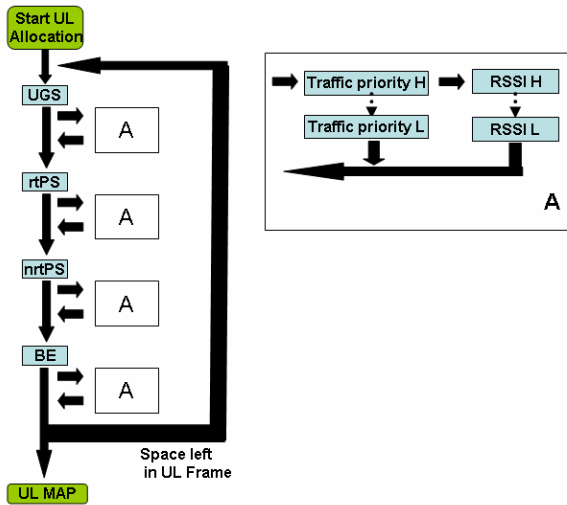 Start UL
Allocation
UGS
A
rtPS
A
nrtPS
A
BE
A
Space left
in UL Frame
UL MAP
Traffic priority H
RSSI H
Traffic priority L
RSSI L
A